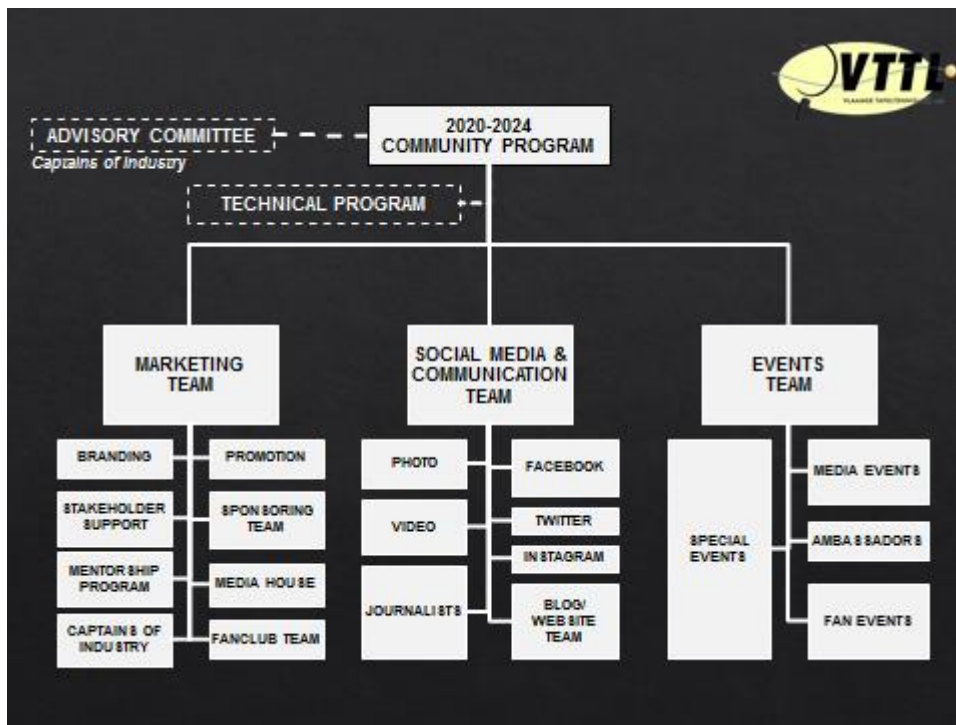 VTTL
2020-2024
COMMUNITY PROGRAM
ADVISORY COMMITTEE
Captains of Industry
TECHNICAL PROGRAM
MARKETING
TEAM
SOCIAL MEDIA &
COMMUNICATION
TEAM
EVENTS
TEAM
BRANDING
PROMOTION
STAKEHOLDER
SUPPORT
SPONSORING
TEAM
MENTORSHIP
PROGRAM
MEDIA HOUSE
CAPTAINS OF
INDUSTRY
FANCLUB TEAM
PHOTO
FACEBOOK
VIDEO
TWITTER
INSTAGRAM
JOURNALISTS
BLOG/
WEBSITE
TEAM
SPECIAL
EVENTS
MEDIA EVENTS
AMBASSADORS
FAN EVENTS